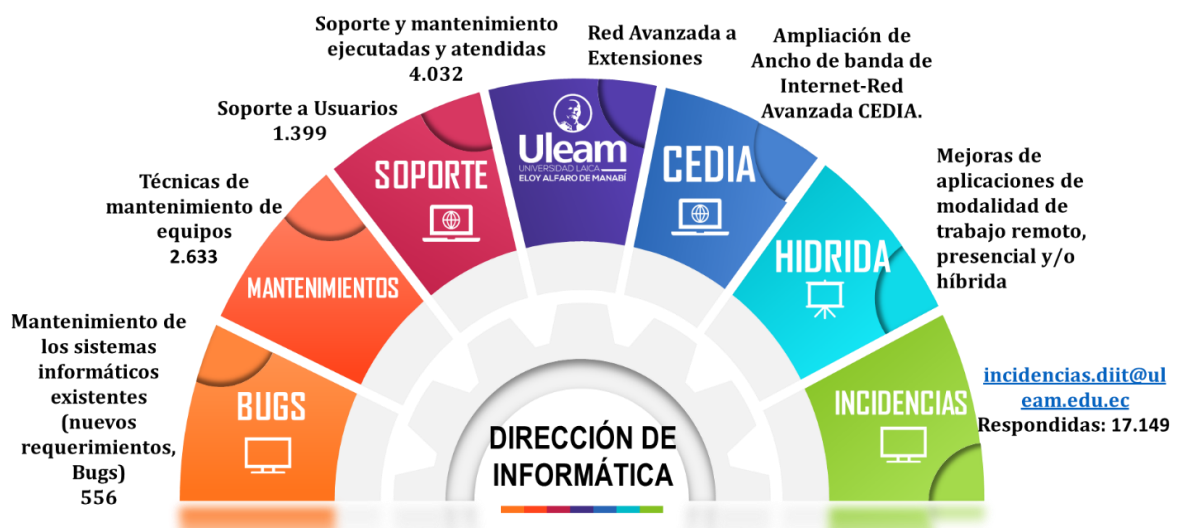 Soporte y mantenimiento
ejecutadas y atendidas
4.032
Red Avanzada a
Extensiones
Ampliación de
Ancho de banda de
Internet-Red
Avanzada CEDIA.
Soporte a Usuarios
1.399
Técnicas de
mantenimiento de
equipos
2.633
Mejoras de
aplicaciones de
modalidad de
trabajo remoto,
presencial y/o
híbrida
Mantenimiento de
los sistemas
informáticos
existentes
(nuevos
requerimientos,
Bugs)
556
incidencias.diit@ul
eam.edu.ec
Respondidas: 17.149
BUGS
MANTENIMIENTOS
SOPORTE
Uleam
UNIVERSIDAD LAICA
ELOY ALFARO DE MANABÍ
CEDIA
HIDRIDA
INCIDENCIAS
DIRECCIÓN DE
INFORMÁTICA